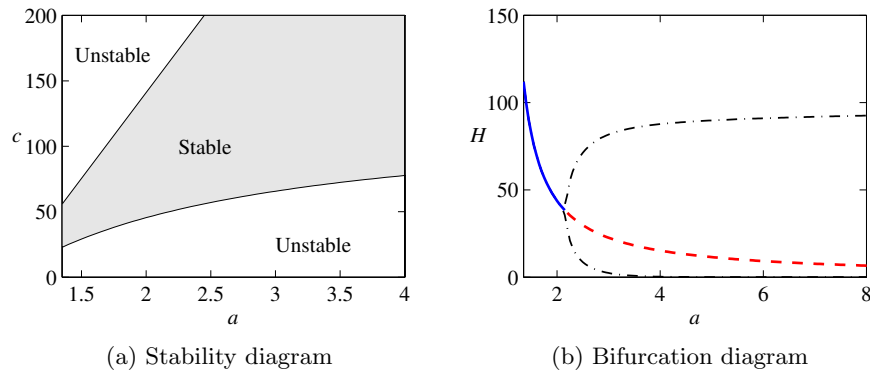 200
150
c
100
50
0
1.5
2
2.5
3
3.5
4
a
Unstable
Stable
Unstable
(a) Stability diagram
150
100
H
50
0
2
4
6
8
a
(b) Bifurcation diagram